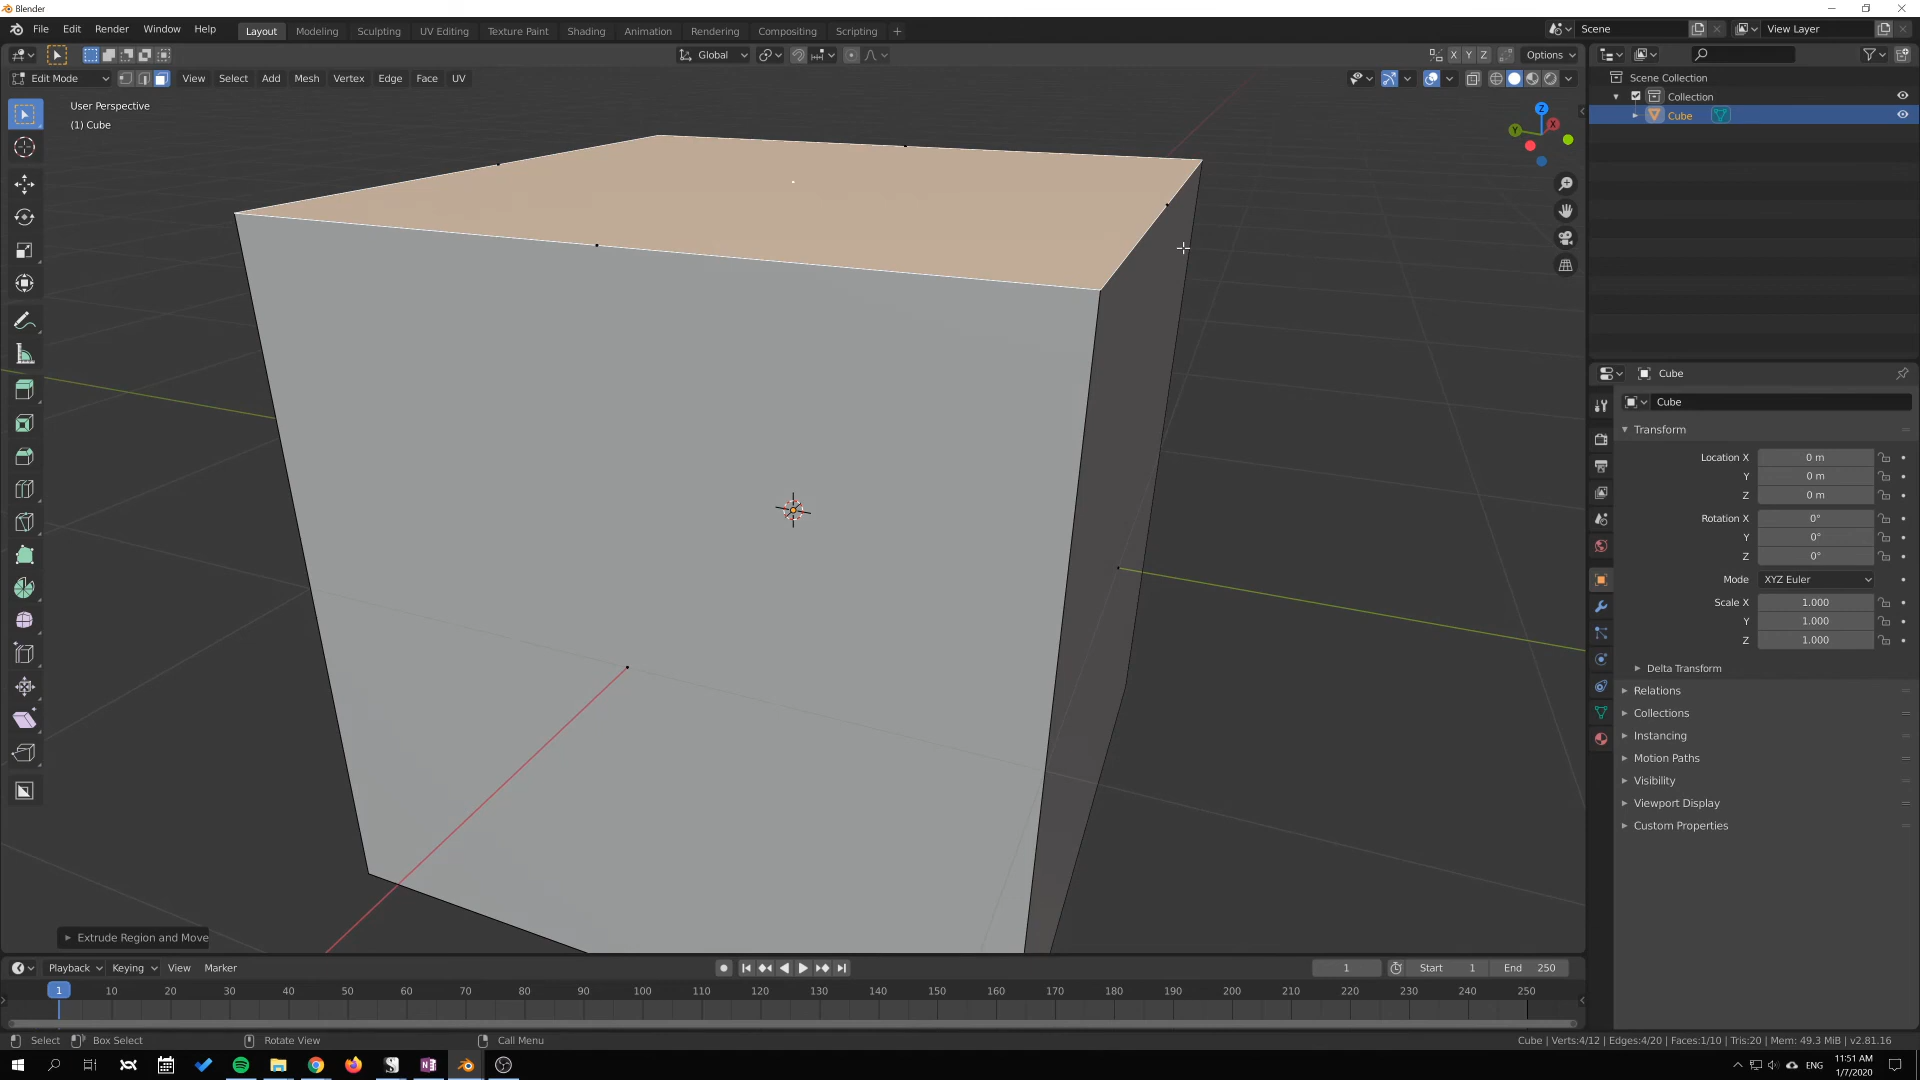 Blender
File Edit Render Window Help
Layout Modeling Sculpting UV Editing Texture Paint Shading Animation Rendering Compositing Scripting +
Scene
View Layer
Global
X Y Z
Options
Edit Mode
View Select Add Mesh Vertex Edge Face UV
User Perspective
(1) Cube
Z
Y
X
Scene Collection
Collection
Cube
Cube
Cube
Transform
Location X 0 m
Y 0 m
Z 0 m
Rotation X 0°
Y 0°
Z 0°
Mode XYZ Euler
Scale X 1.000
Y 1.000
Z 1.000
Delta Transform
Relations
Collections
Instancing
Motion Paths
Visibility
Viewport Display
Custom Properties
Extrude Region and Move
Playback Keying View Marker
1
Start 1 End 250
1 10 20 30 40 50 60 70 80 90 100 110 120 130 140 150 160 170 180 190 200 210 220 230 240 250
Select Box Select Rotate View Call Menu
Cube | Verts:4/12 | Edges:4/20 | Faces:1/10 | Tris:20 | Mem: 49.3 MiB | v2.81.16
ENG
11:51 AM
1/7/2020